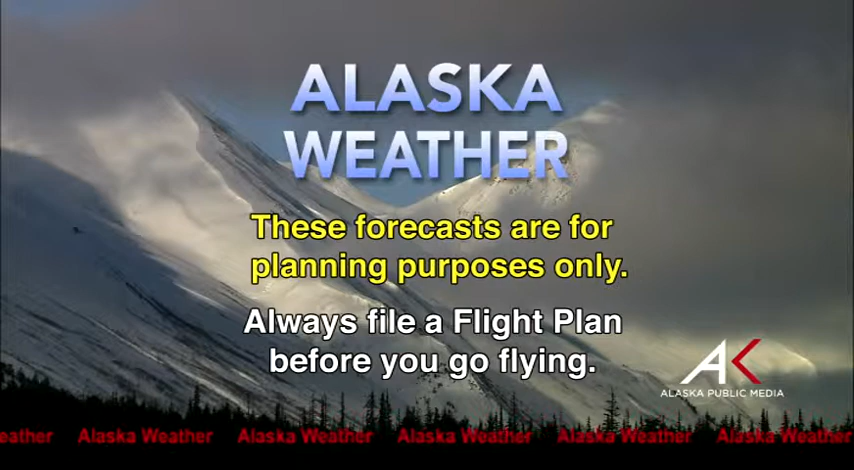 ALASKA
WEATHER
These forecasts are for
planning purposes only.
Always file a Flight Plan
before you go flying.
AK
ALASKA PUBLIC MEDIA
eather Alaska Weather Alaska Weather Alaska Weather Alaska Weather Alaska Weather